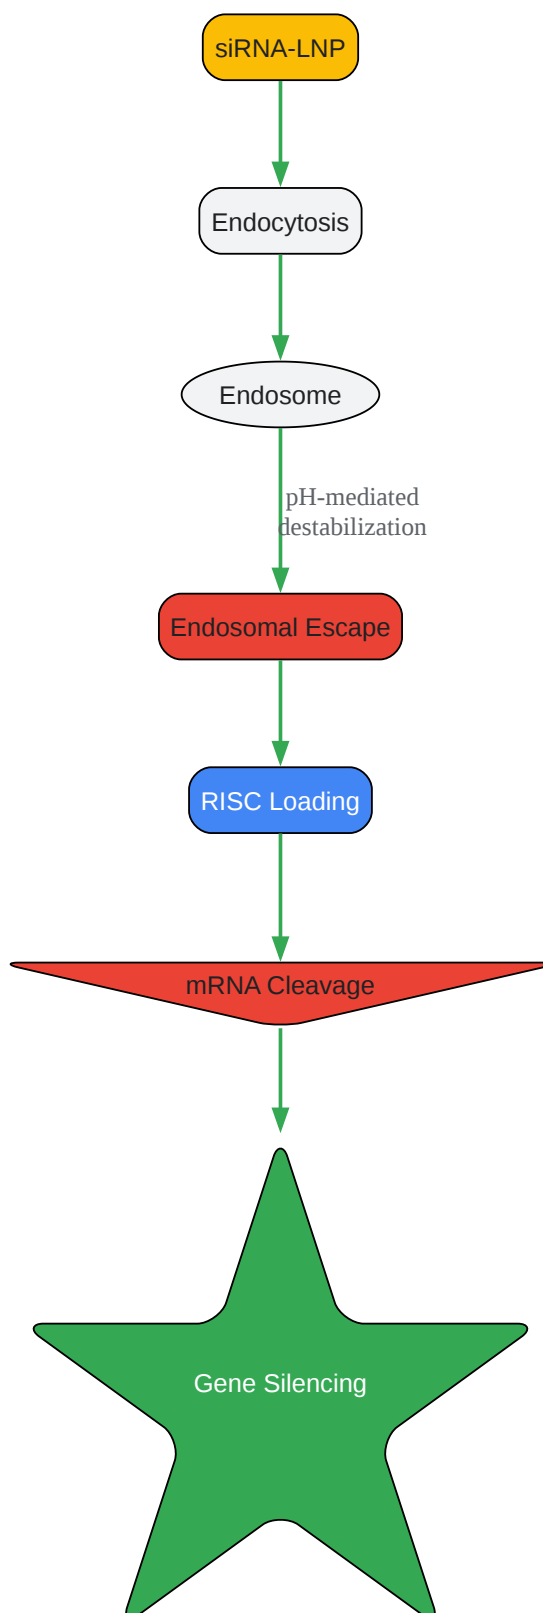 siRNA-LNP
Endocytosis
Endosome
pH-mediated
destabilization
Endosomal Escape
RISC Loading
mRNA Cleavage
Gene Silencing